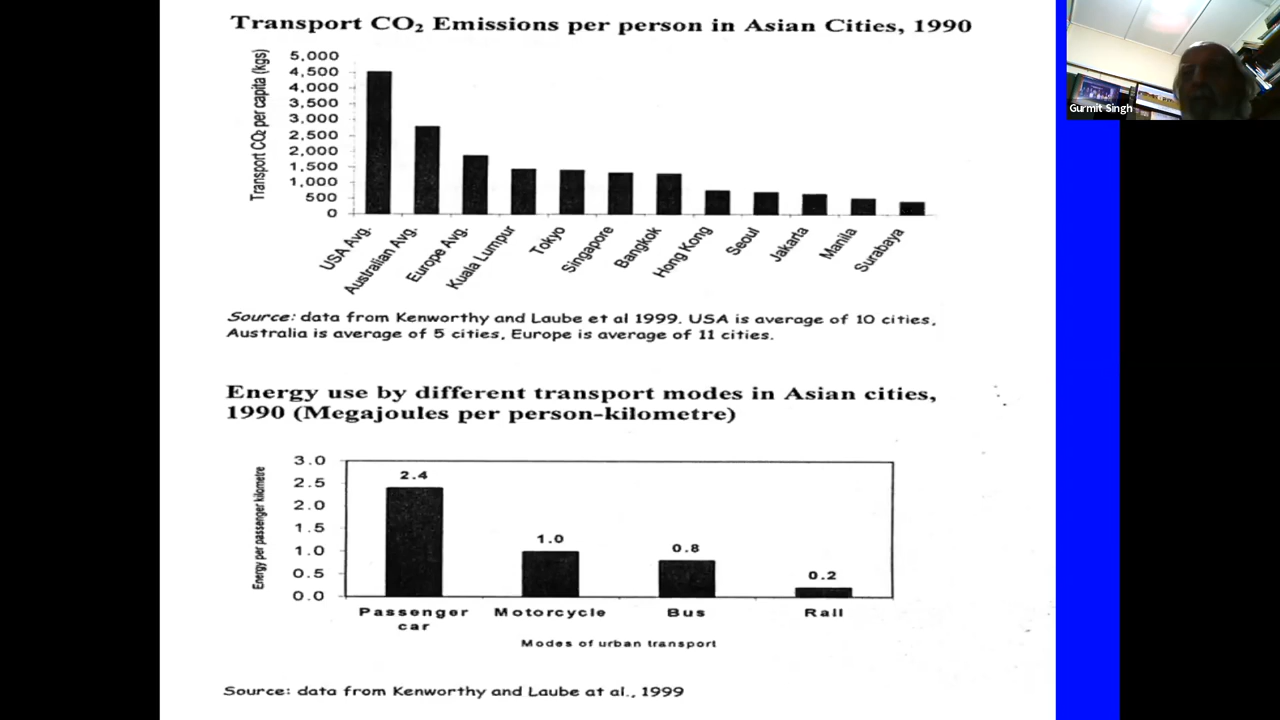 Transport CO₂ Emissions per person in Asian Cities, 1990
Transport CO₂ per capita (kgs)
5,000
4,500
4,000
3,500
3,000
2,500
2,000
1,500
1,000
500
0
USA Avg.
Australian Avg.
Europe Avg.
Kuala Lumpur
Tokyo
Singapore
Bangkok
Hong Kong
Seoul
Jakarta
Manila
Surabaya
Source: data from Kenworthy and Laube et al 1999. USA is average of 10 cities,
Australia is average of 5 cities, Europe is average of 11 cities.
Energy use by different transport modes in Asian cities,
1990 (Megajoules per person-kilometre)
Energy per passenger kilometre
3.0
2.5
2.0
1.5
1.0
0.5
0.0
2.4
1.0
0.8
0.2
Passenger
car
Motorcycle
Bus
Rail
Modes of urban transport
Source: data from Kenworthy and Laube at al., 1999
Gurmit Singh